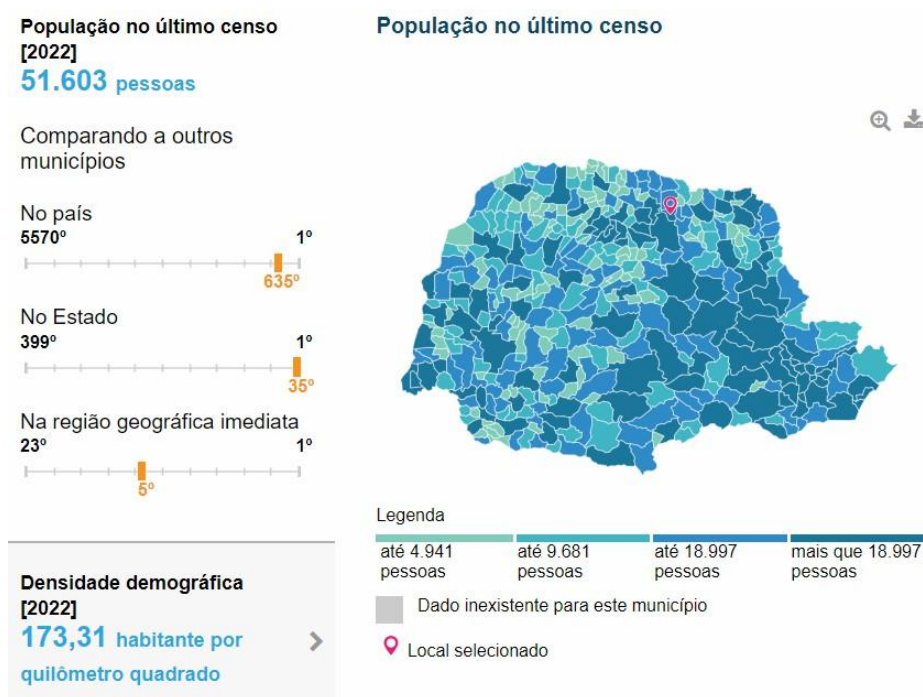 População no último censo
[2022]
51.603 pessoas
Comparando a outros
municípios
No país
5570º 1º
635º
No Estado
399º 1º
35º
Na região geográfica imediata
23º 1º
5º
Densidade demográfica
[2022]
173,31 habitante por
quilômetro quadrado
População no último censo
Legenda
até 4.941
pessoas
até 9.681
pessoas
até 18.997
pessoas
mais que 18.997
pessoas
Dado inexistente para este município
Local selecionado